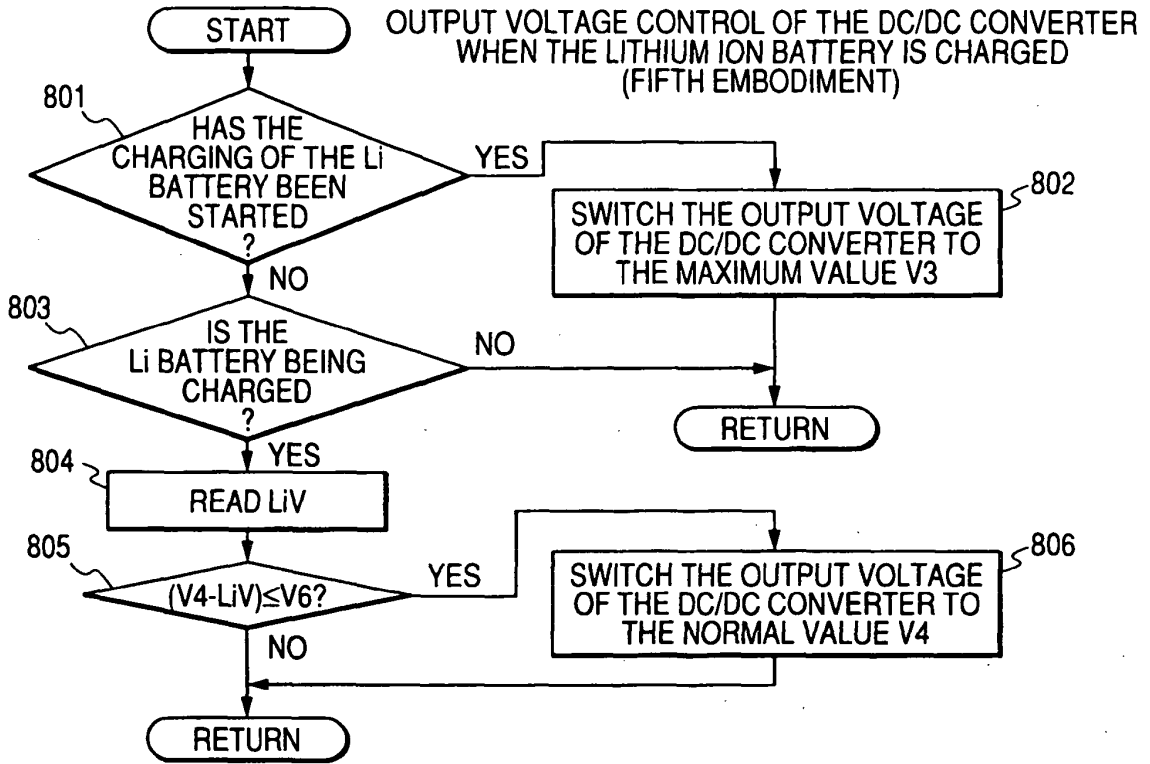 START
OUTPUT VOLTAGE CONTROL OF THE DC/DC CONVERTER
WHEN THE LITHIUM ION BATTERY IS CHARGED
(FIFTH EMBODIMENT)
801
HAS THE
CHARGING OF THE Li
BATTERY BEEN
STARTED
?
YES
NO
802
SWITCH THE OUTPUT VOLTAGE
OF THE DC/DC CONVERTER TO
THE MAXIMUM VALUE V3
803
IS THE
Li BATTERY BEING
CHARGED
?
NO
YES
RETURN
804
READ LiV
805
(V4-LiV)≤V6?
YES
NO
806
SWITCH THE OUTPUT VOLTAGE
OF THE DC/DC CONVERTER TO
THE NORMAL VALUE V4
RETURN